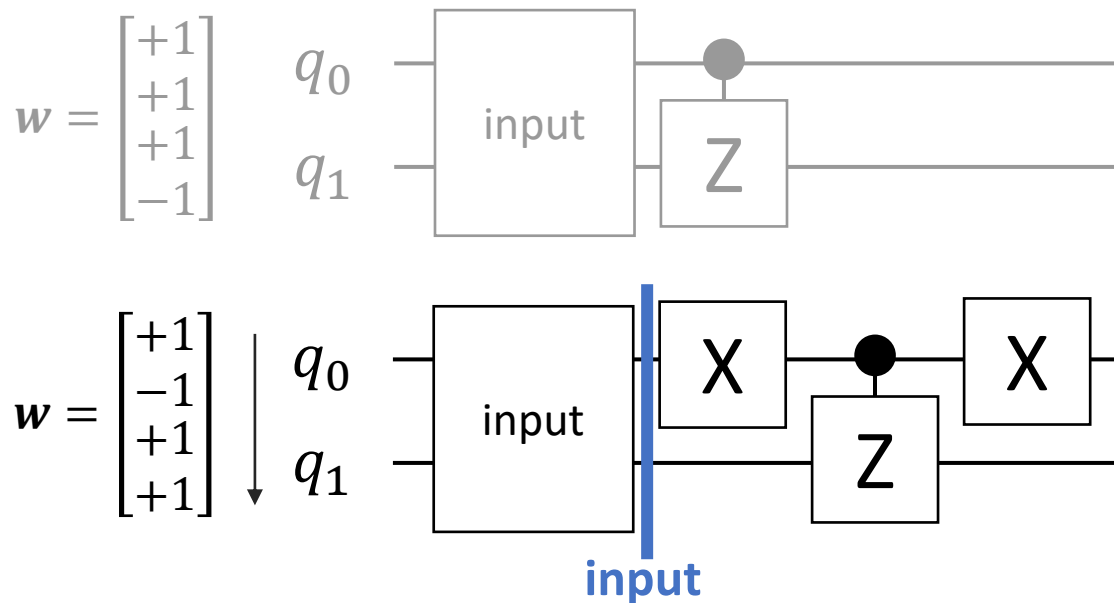 w = [+1 +1 +1 −1]
q₀
q₁
input
Z
w = [+1 −1 +1 +1]
q₀
q₁
input
X
Z
X
input